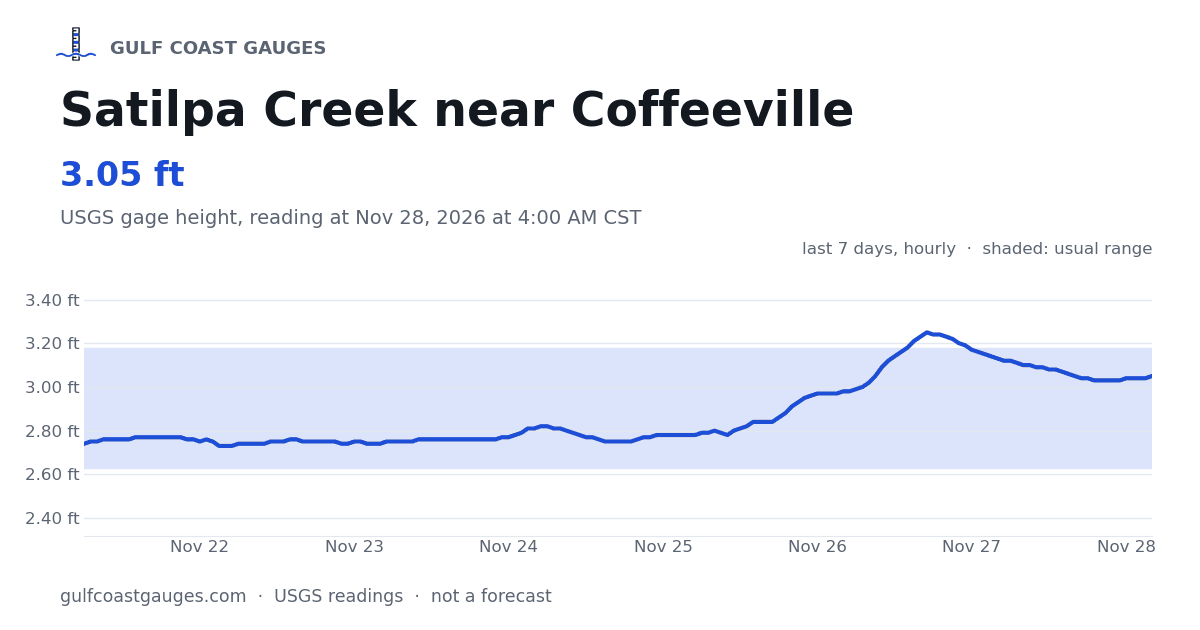 GULF COAST GAUGES
Satilpa Creek near Coffeeville
3.05 ft
USGS gage height, reading at Nov 28, 2026 at 4:00 AM CST
last 7 days, hourly · shaded: usual range
3.40 ft
3.20 ft
3.00 ft
2.80 ft
2.60 ft
2.40 ft
Nov 22 Nov 23 Nov 24 Nov 25 Nov 26 Nov 27 Nov 28
gulfcoastgauges.com · USGS readings · not a forecast